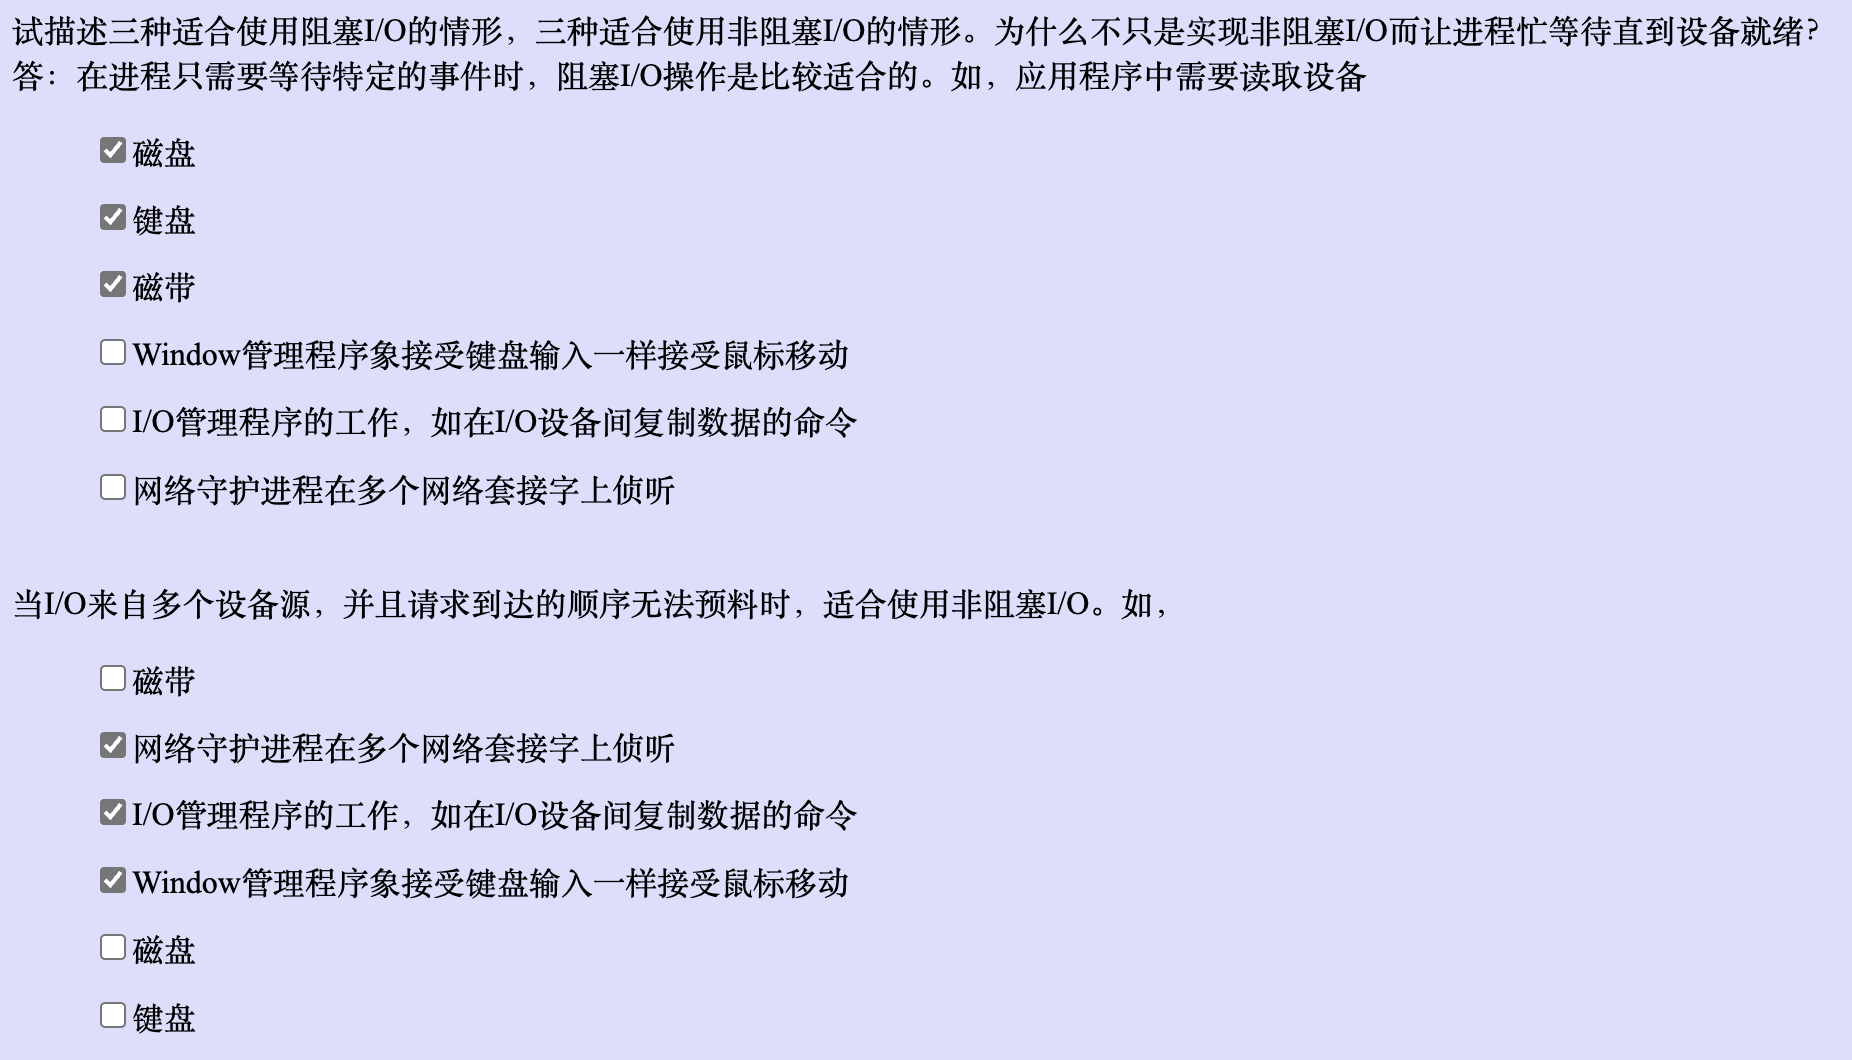 试描述三种适合使用阻塞I/O的情形，三种适合使用非阻塞I/O的情形。为什么不只是实现非阻塞I/O而让进程忙等待直到设备就绪？
答：在进程只需要等待特定的事件时，阻塞I/O操作是比较适合的。如，应用程序中需要读取设备
磁盘
键盘
磁带
Window管理程序象接受键盘输入一样接受鼠标移动
I/O管理程序的工作，如在I/O设备间复制数据的命令
网络守护进程在多个网络套接字上侦听
当I/O来自多个设备源，并且请求到达的顺序无法预料时，适合使用非阻塞I/O。如，
磁带
网络守护进程在多个网络套接字上侦听
I/O管理程序的工作，如在I/O设备间复制数据的命令
Window管理程序象接受键盘输入一样接受鼠标移动
磁盘
键盘